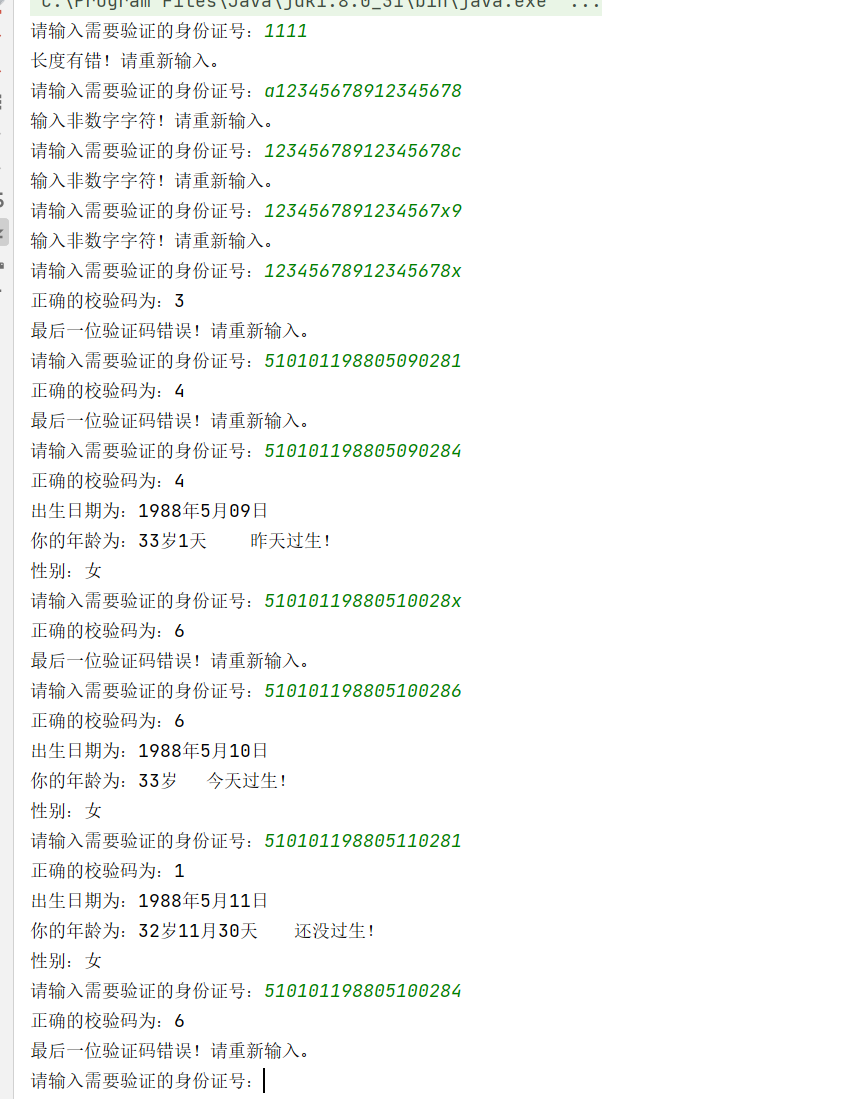 C:\Program Files\Java\jdk1.8.0_31\bin\java.exe" ...
请输入需要验证的身份证号：1111
长度有错！请重新输入。
请输入需要验证的身份证号：a12345678912345678
输入非数字字符！请重新输入。
请输入需要验证的身份证号：12345678912345678c
输入非数字字符！请重新输入。
请输入需要验证的身份证号：1234567891234567x9
输入非数字字符！请重新输入。
请输入需要验证的身份证号：12345678912345678x
正确的校验码为：3
最后一位验证码错误！请重新输入。
请输入需要验证的身份证号：510101198805090281
正确的校验码为：4
最后一位验证码错误！请重新输入。
请输入需要验证的身份证号：510101198805090284
正确的校验码为：4
出生日期为：1988年5月09日
你的年龄为：33岁1天    昨天过生！
性别：女
请输入需要验证的身份证号：51010119880510028x
正确的校验码为：6
最后一位验证码错误！请重新输入。
请输入需要验证的身份证号：510101198805100286
正确的校验码为：6
出生日期为：1988年5月10日
你的年龄为：33岁   今天过生！
性别：女
请输入需要验证的身份证号：510101198805110281
正确的校验码为：1
出生日期为：1988年5月11日
你的年龄为：32岁11月30天    还没过生！
性别：女
请输入需要验证的身份证号：510101198805100284
正确的校验码为：6
最后一位验证码错误！请重新输入。
请输入需要验证的身份证号：